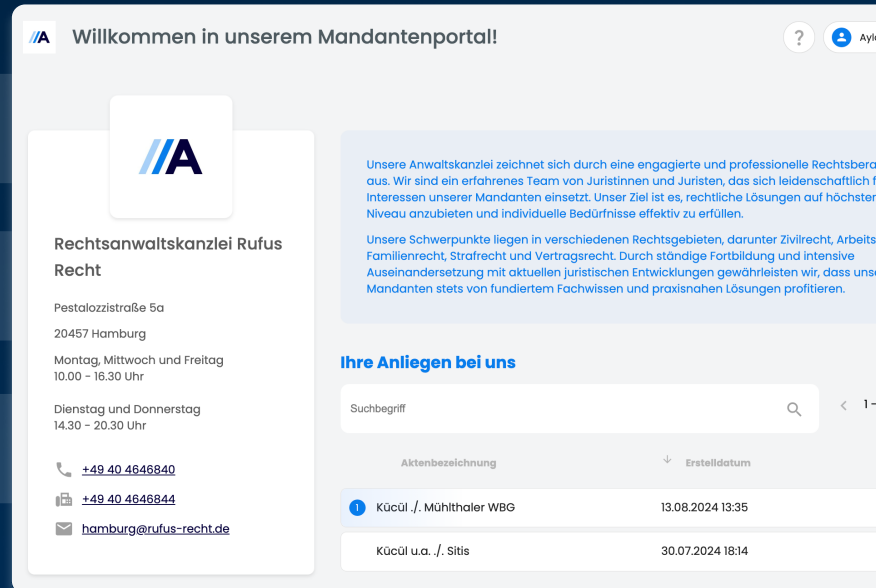 //A Willkommen in unserem Mandantenportal!
?
//A
Rechtsanwaltskanzlei Rufus
Recht
Pestalozzistraße 5a
20457 Hamburg
Montag, Mittwoch und Freitag
10.00 - 16.30 Uhr
Dienstag und Donnerstag
14.30 - 20.30 Uhr
+49 40 4646840
+49 40 4646844
hamburg@rufus-recht.de
Unsere Anwaltskanzlei zeichnet sich durch eine engagierte und professionelle
aus. Wir sind ein erfahrenes Team von Juristinnen und Juristen, das sich leidenschaftlich
Interessen unserer Mandanten einsetzt. Unser Ziel ist es, rechtliche Lösungen auf
Niveau anzubieten und individuelle Bedürfnisse effektiv zu erfüllen.
Unsere Schwerpunkte liegen in verschiedenen Rechtsgebieten, darunter Zivilrecht,
Familienrecht, Strafrecht und Vertragsrecht. Durch ständige Fortbildung und intensive
Auseinandersetzung mit aktuellen juristischen Entwicklungen gewährleisten wir, dass
Mandanten stets von fundiertem Fachwissen und praxisnahen Lösungen profitieren.
Ihre Anliegen bei uns
Suchbegriff
1 -
Aktenbezeichnung Erstelldatum
1 Kücül ./. Mühlthaler WBG 13.08.2024 13:35
Kücül u.a. ./. Sitis 30.07.2024 18:14